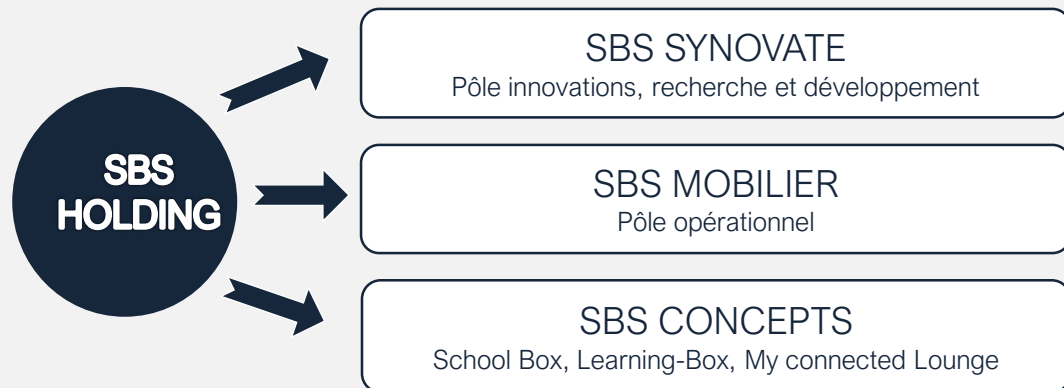 SBS
HOLDING
SBS SYNOVATE
Pôle innovations, recherche et développement
SBS MOBILIER
Pôle opérationnel
SBS CONCEPTS
School Box, Learning-Box, My connected Lounge